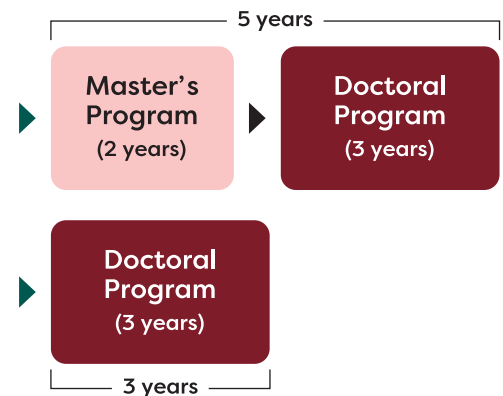 5 years
Master's
Program
(2 years)
Doctoral
Program
(3 years)
Doctoral
Program
(3 years)
3 years